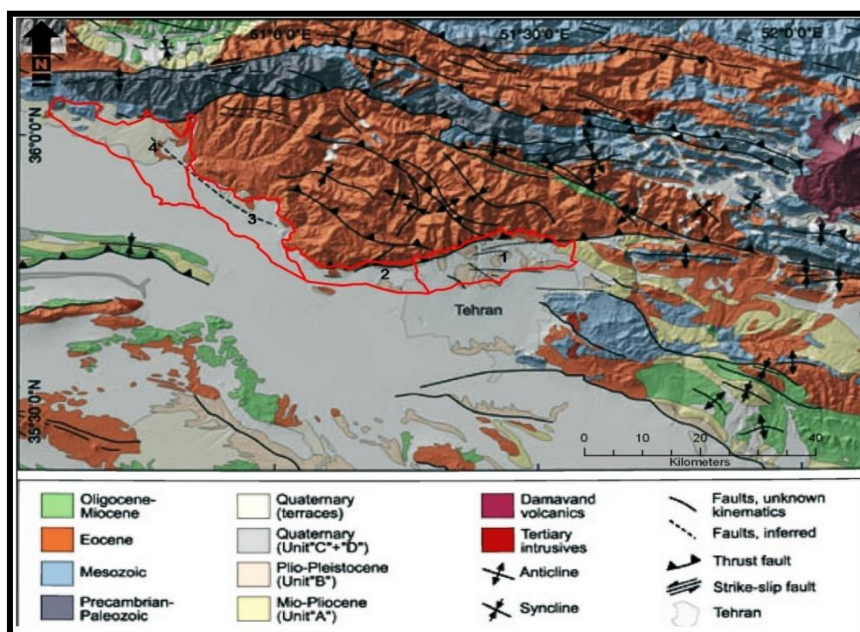 51°0'0"E
51°30'0"E
52°0'0"E
N
36°0'0"N
4
3
1
2
Tehran
35°30'0"N
0 10 20 40
Kilometers
Oligocene-
Miocene
Eocene
Mesozoic
Precambrian-
Paleozoic
Quaternary
(terraces)
Quaternary
(Unit"C"+"D")
Plio-Pleistocene
(Unit"B")
Mio-Pliocene
(Unit"A")
Damavand
volcanics
Tertiary
intrusives
Anticline
Syncline
Faults, unknown
kinematics
Faults, inferred
Thrust fault
Strike-slip fault
Tehran